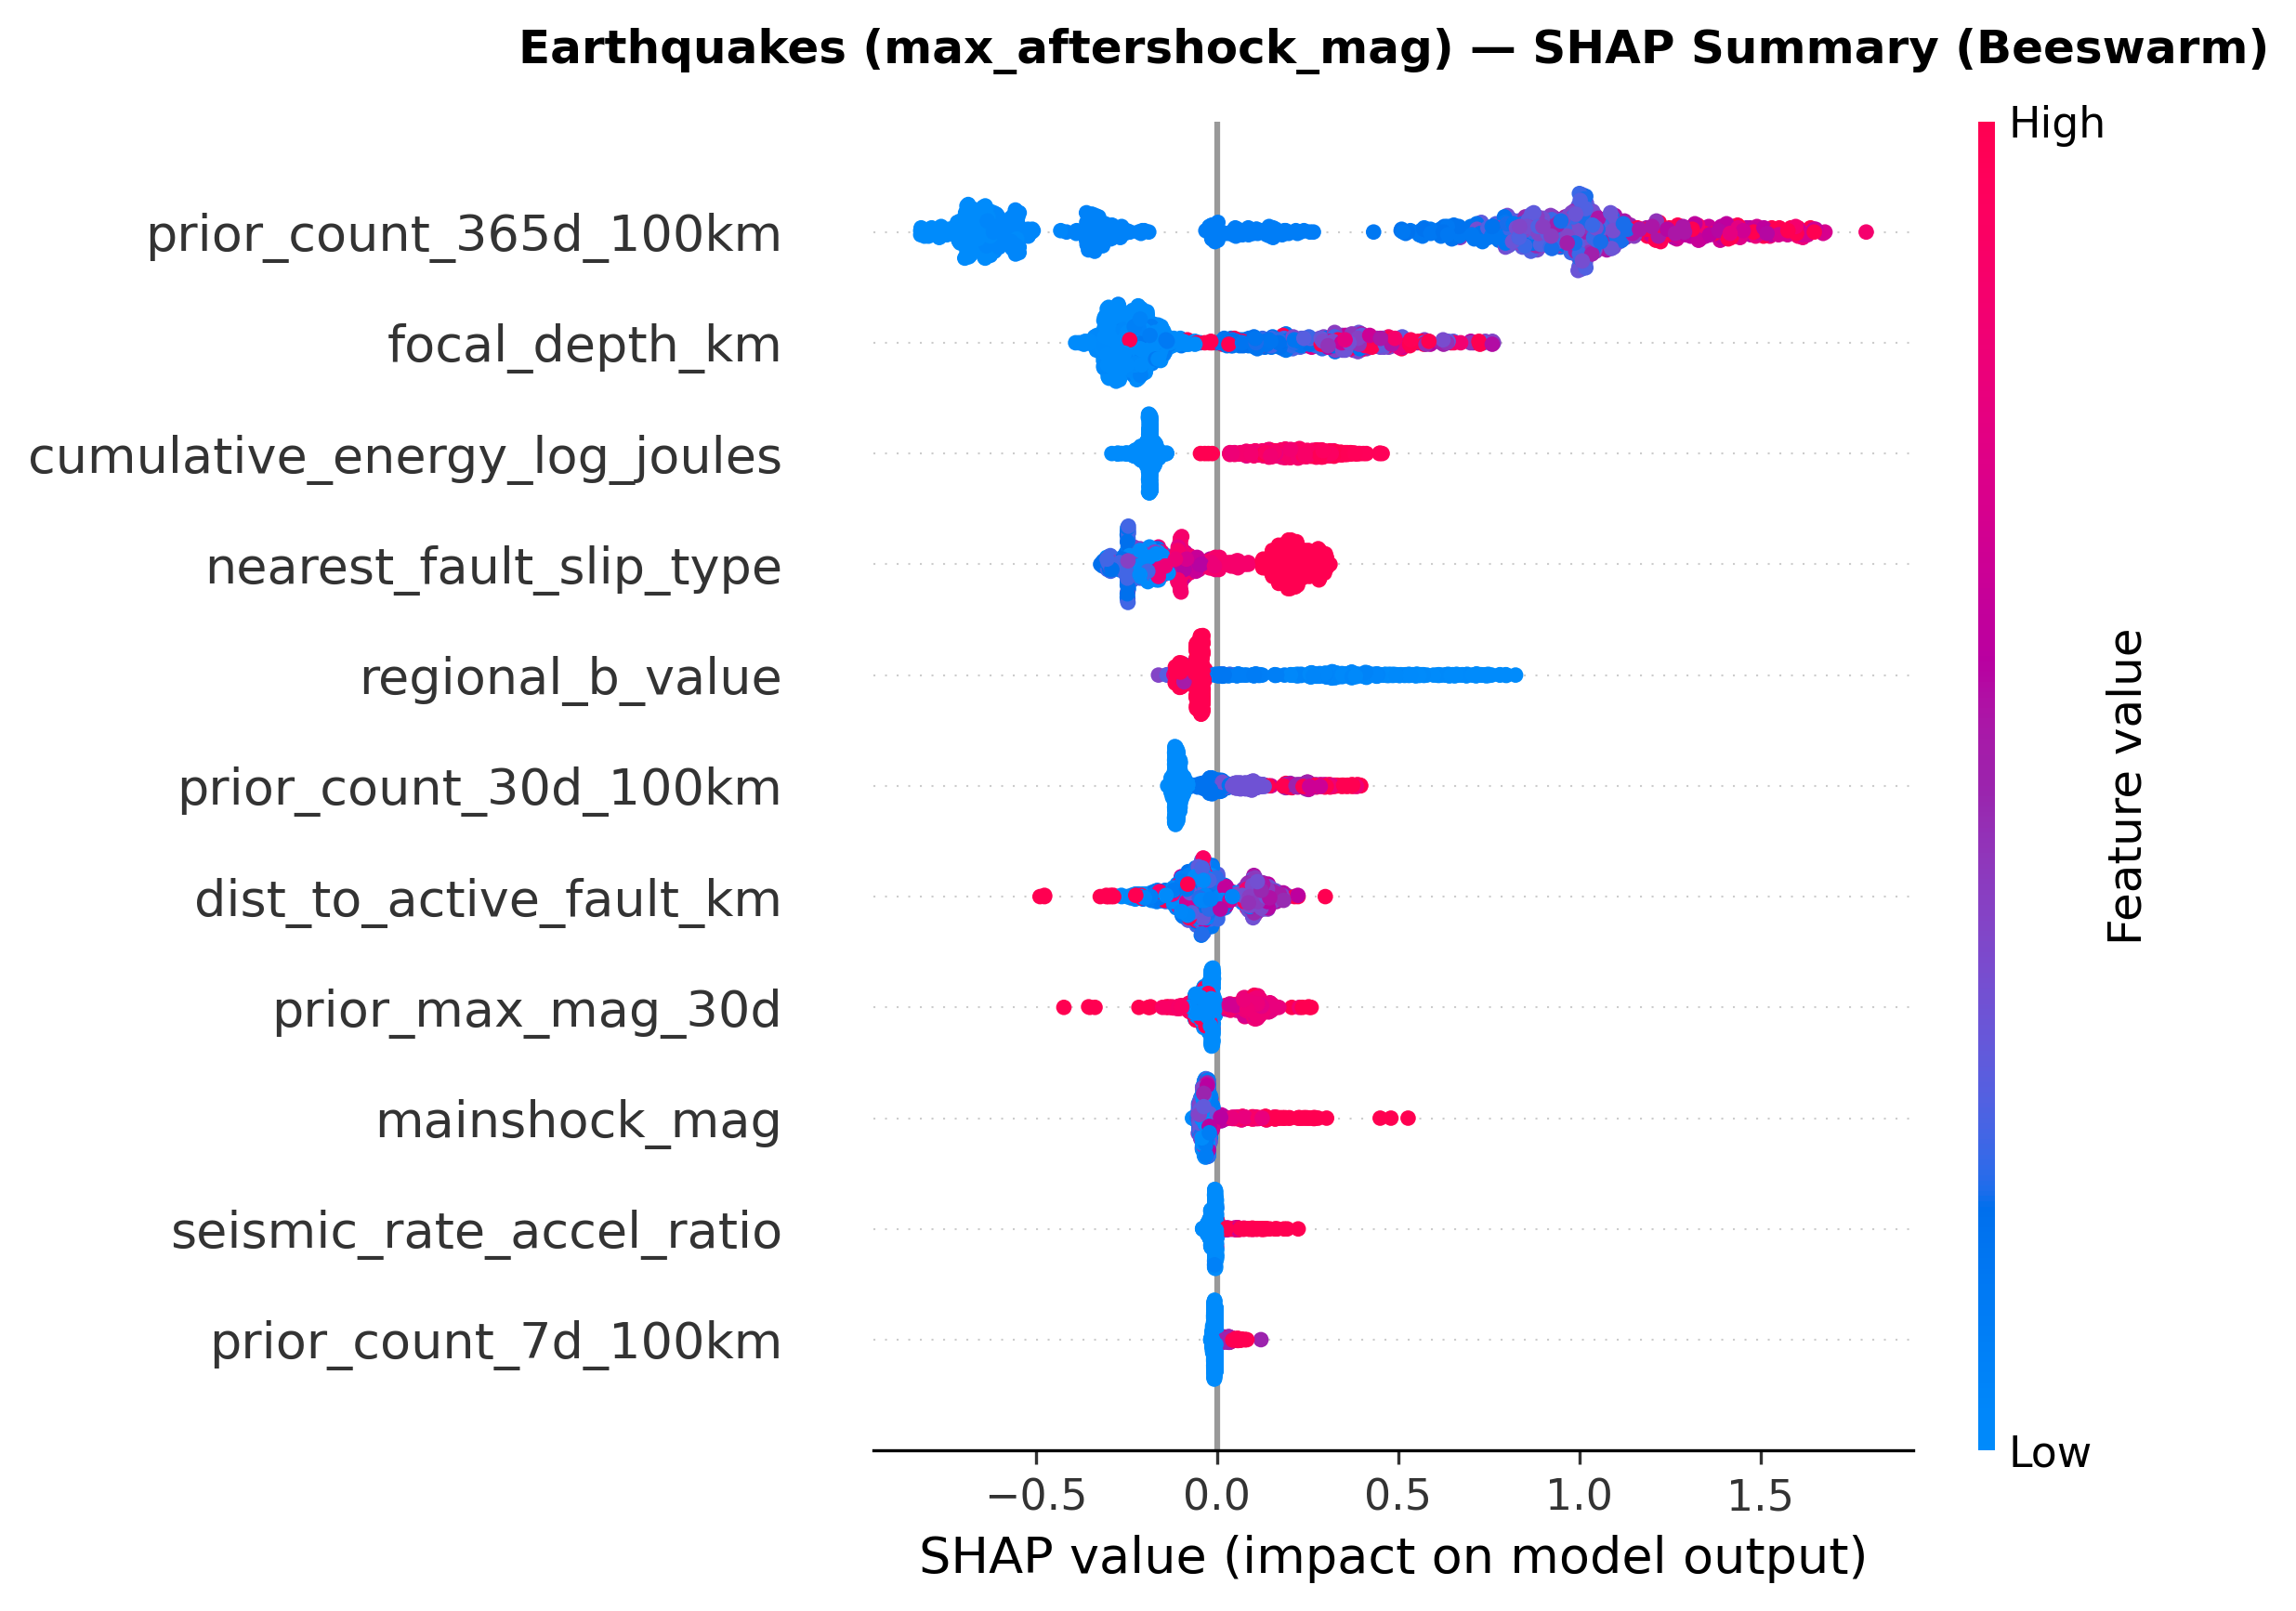 Earthquakes (max_aftershock_mag) — SHAP Summary (Beeswarm)
High
prior_count_365d_100km
focal_depth_km
cumulative_energy_log_joules
nearest_fault_slip_type
regional_b_value
prior_count_30d_100km
dist_to_active_fault_km
prior_max_mag_30d
mainshock_mag
seismic_rate_accel_ratio
prior_count_7d_100km
Feature value
Low
−0.5 0.0 0.5 1.0 1.5
SHAP value (impact on model output)